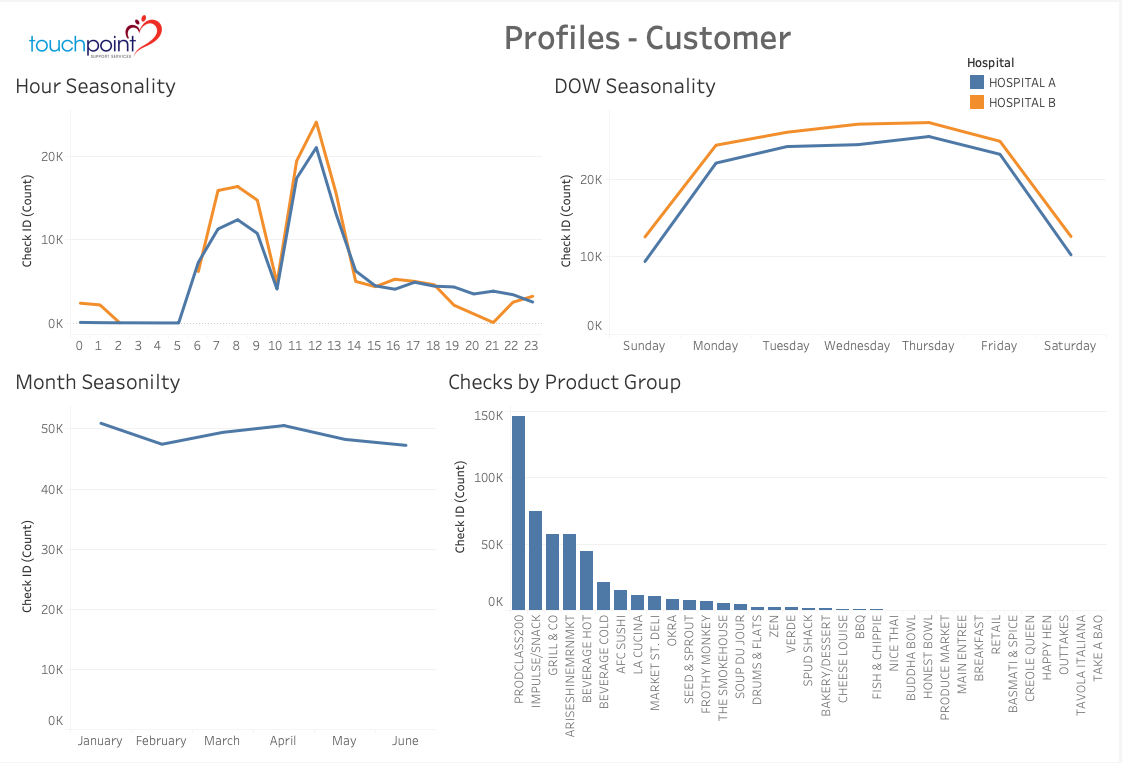 touchpoint
SUPPORT SERVICES
Profiles - Customer
Hospital
HOSPITAL A
HOSPITAL B
Hour Seasonality
Check ID (Count)
20K
10K
0K
0 1 2 3 4 5 6 7 8 9 10 11 12 13 14 15 16 17 18 19 20 21 22 23
DOW Seasonality
Check ID (Count)
20K
10K
0K
Sunday Monday Tuesday Wednesday Thursday Friday Saturday
Month Seasonilty
Check ID (Count)
50K
40K
30K
20K
10K
0K
January February March April May June
Checks by Product Group
Check ID (Count)
150K
100K
50K
0K
PRODCLASS200
IMPULSE/SNACK
GRILL & CO
ARISESHINEMRNMKT
BEVERAGE HOT
BEVERAGE COLD
AFC SUSHI
LA CUCINA
MARKET ST. DELI
OKRA
SEED & SPROUT
FROTHY MONKEY
THE SMOKEHOUSE
SOUP DU JOUR
DRUMS & FLATS
ZEN
VERDE
SPUD SHACK
BAKERY/DESSERT
CHEESE LOUISE
BBQ
FISH & CHIPPIE
NICE THAI
BUDDHA BOWL
HONEST BOWL
PRODUCE MARKET
MAIN ENTREE
BREAKFAST
RETAIL
BASMATI & SPICE
CREOLE QUEEN
HAPPY HEN
OUTTAKES
TAVOLA ITALIANA
TAKE A BAO